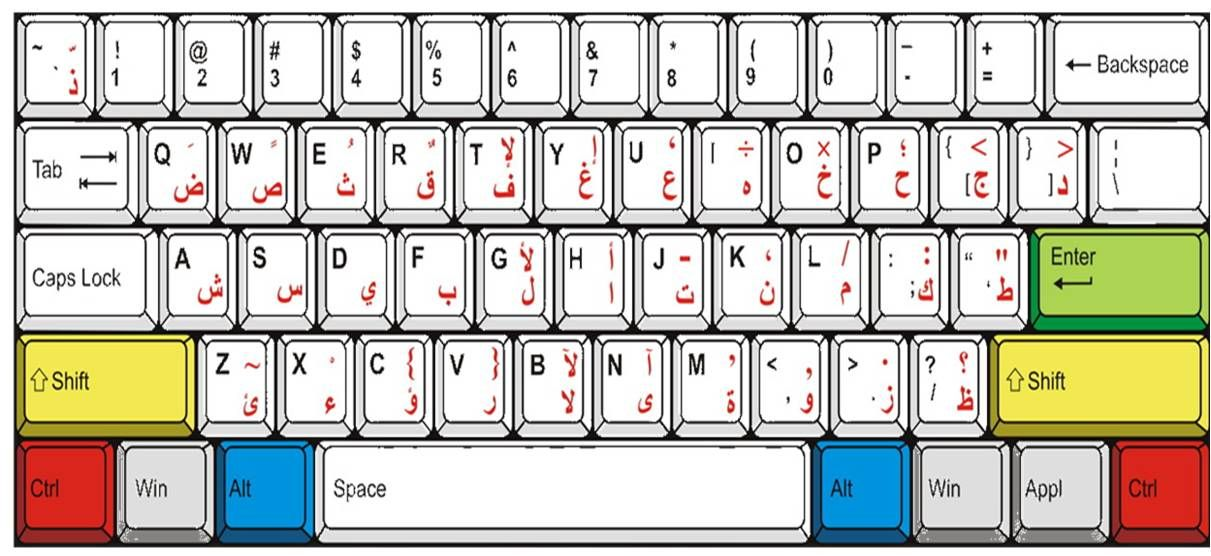 ~ ّ ! @ # $ % ^ & * ( ) _ +
` ذ 1 2 3 4 5 6 7 8 9 0 - = ← Backspace
Tab Q َ W ً E ُ R ٌ T لإ Y إ U ‘ | ÷ O × P ؛ { < } > ¦
ض ص ث ق ف غ ع ه خ ح [ ج ] د \
Caps Lock A S D F G لأ H أ J - K ، L / : : “ " Enter
ش س ي ب ل ا ت ن م ; ك ‘ ط
Shift Z ~ X ْ C { V } B لآ N آ M ’ < , > . ? ؟ Shift
ئ ء ؤ ر لا ى ة , و . ز / ظ
Ctrl Win Alt Space Alt Win Appl Ctrl